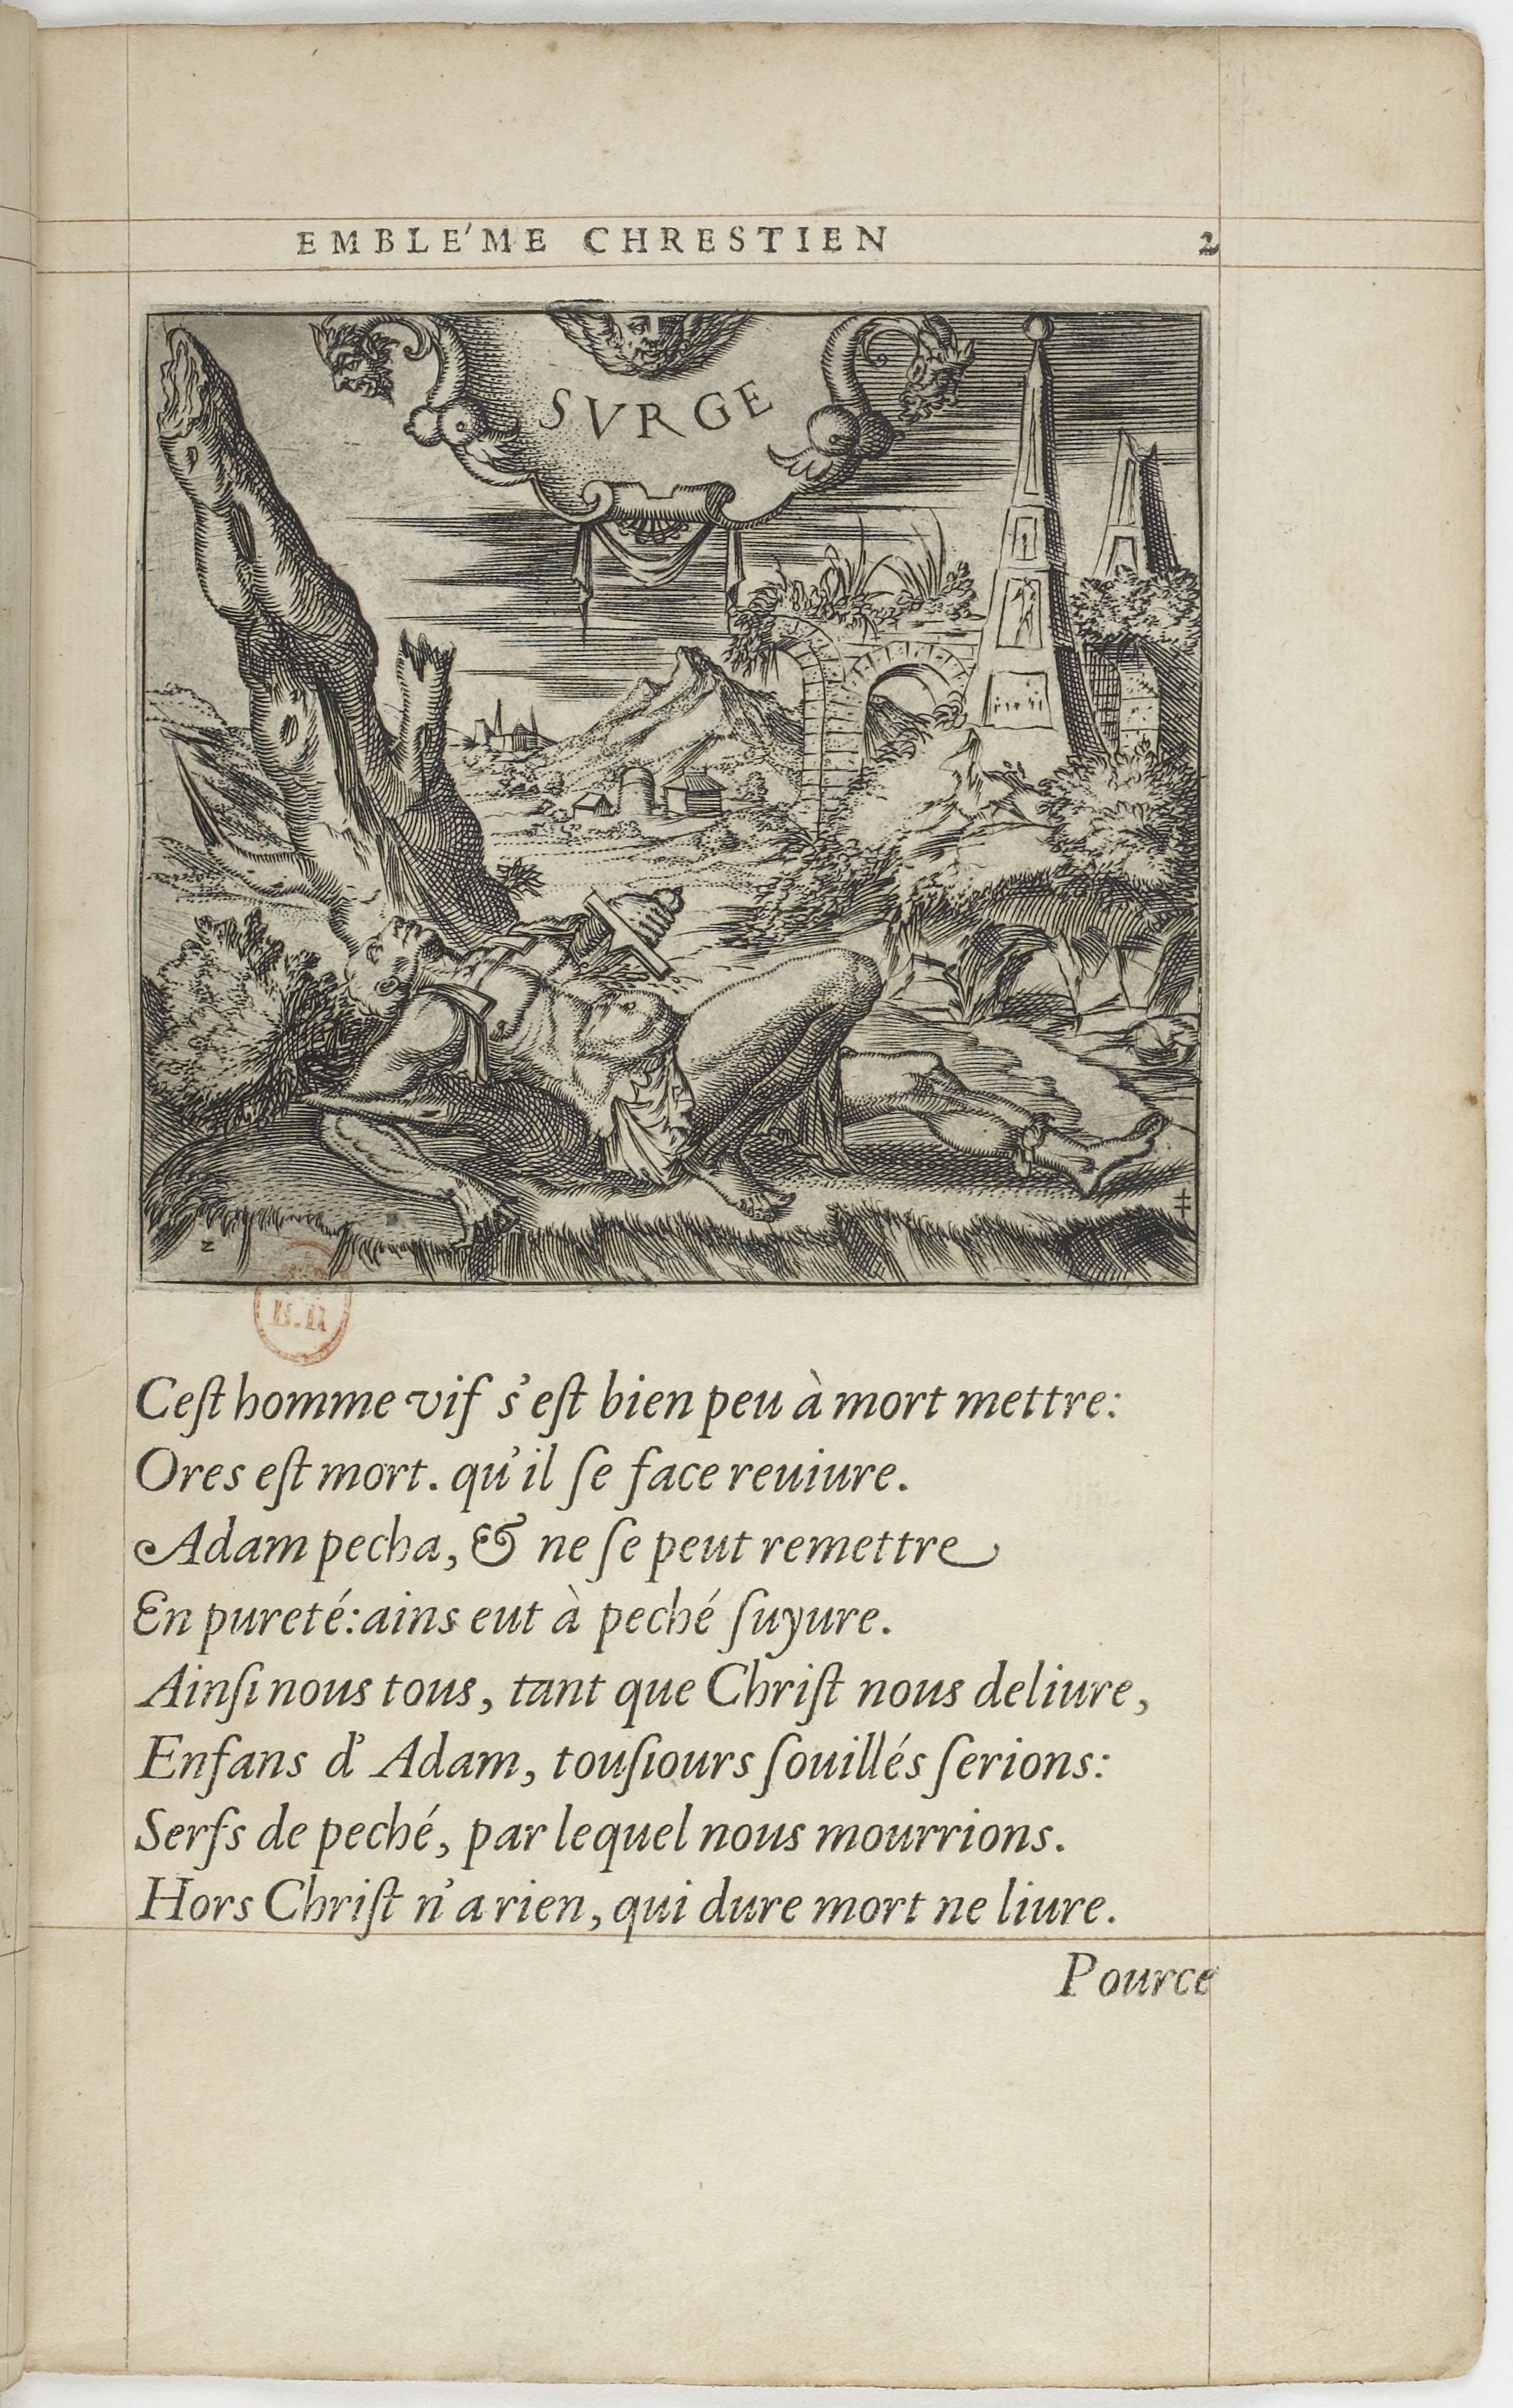 EMBLE'ME CHRESTIEN 2
SVRGE
2
B.R
Cest homme vif s'est bien peu à mort mettre:
Ores est mort. qu'il se face reuiure.
Adam pecha, & ne se peut remettre
En pureté: ains eut à peché suyure.
Ainsi nous tous, tant que Christ nous deliure,
Enfans d'Adam, tousiours souillés serions:
Serfs de peché, par lequel nous mourrions.
Hors Christ n'a rien, qui dure mort ne liure.
Pource